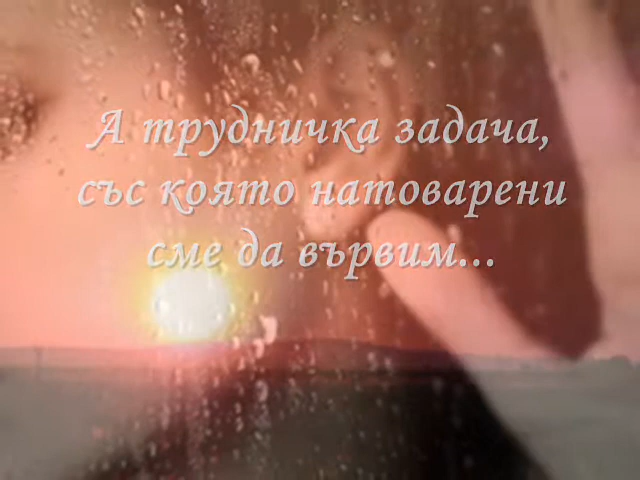 А трудничка задача,
със която натоварени
сме да вървим...